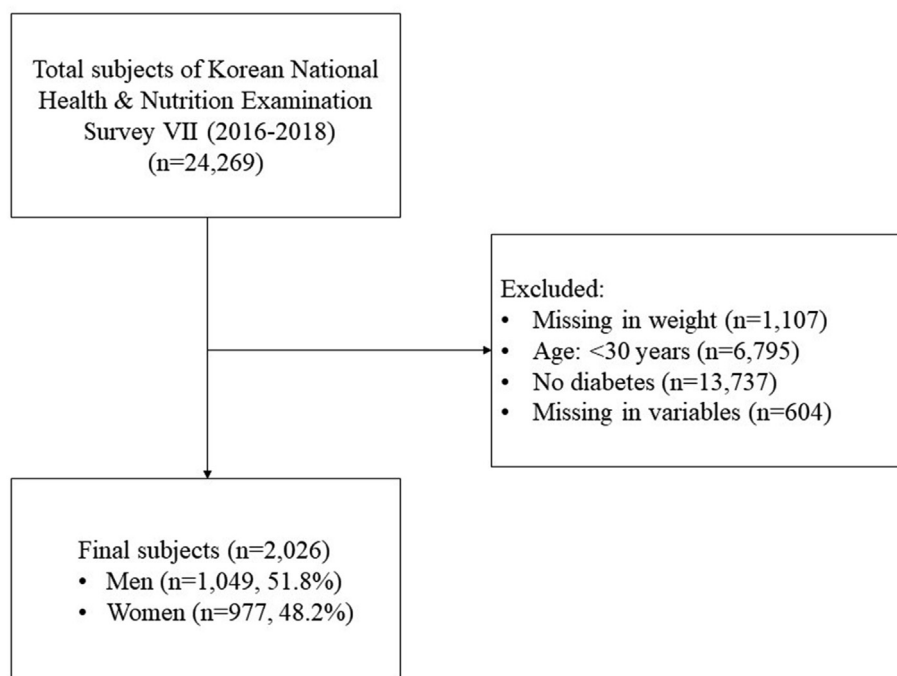 Total subjects of Korean National
Health & Nutrition Examination
Survey VII (2016-2018)
(n=24,269)
Excluded:
• Missing in weight (n=1,107)
• Age: <30 years (n=6,795)
• No diabetes (n=13,737)
• Missing in variables (n=604)
Final subjects (n=2,026)
• Men (n=1,049, 51.8%)
• Women (n=977, 48.2%)